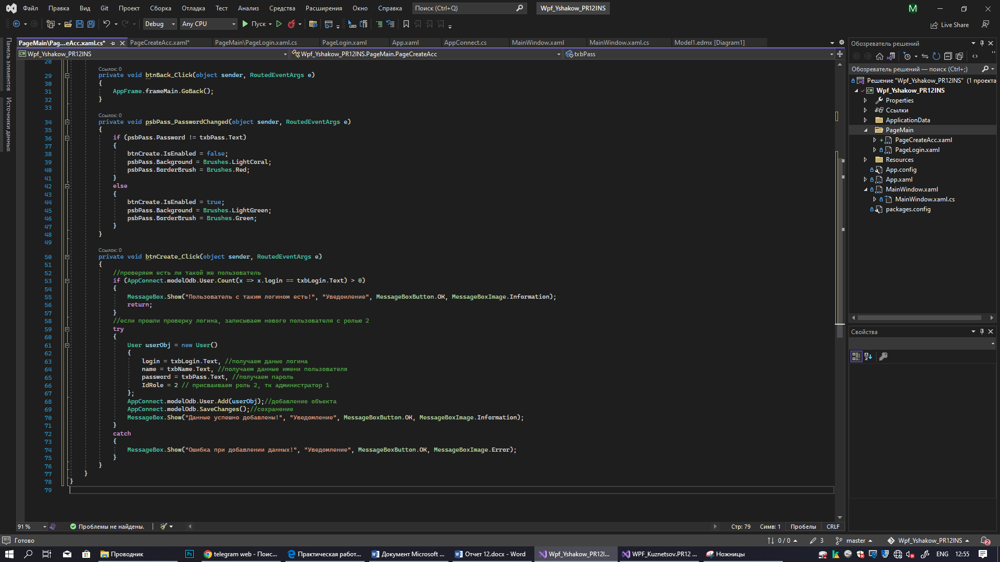 Файл Правка Вид Git Проект Сборка Отладка Тест Анализ Средства Расширения Окно Справка Поиск (Ctrl+Q) Wpf_Yshakow_PR12INS M
Debug Any CPU Пуск Live Share
PageMain\Pag...eAcc.xaml.cs* PageCreateAcc.xaml* PageMain\PageLogin.xaml.cs PageLogin.xaml App.xaml AppConnect.cs MainWindow.xaml MainWindow.xaml.cs Model1.edmx [Diagram1]
Wpf_Yshakow_PR12INS Wpf_Yshakow_PR12INS.PageMain.PageCreateAcc txbPass
Панель элементов
Источники данных
28
Ссылок: 0
29 private void btnBack_Click(object sender, RoutedEventArgs e)
30 {
31 AppFrame.frameMain.GoBack();
32 }
33
Ссылок: 0
34 private void psbPass_PasswordChanged(object sender, RoutedEventArgs e)
35 {
36 if (psbPass.Password != txbPass.Text)
37 {
38 btnCreate.IsEnabled = false;
39 psbPass.Background = Brushes.LightCoral;
40 psbPass.BorderBrush = Brushes.Red;
41 }
42 else
43 {
44 btnCreate.IsEnabled = true;
45 psbPass.Background = Brushes.LightGreen;
46 psbPass.BorderBrush = Brushes.Green;
47 }
48 }
49
Ссылок: 0
50 private void btnCreate_Click(object sender, RoutedEventArgs e)
51 {
52 //проверяем есть ли такой же пользователь
53 if (AppConnect.modelOdb.User.Count(x => x.login == txbLogin.Text) > 0)
54 {
55 MessageBox.Show("Пользователь с таким логином есть!", "Уведоиление", MessageBoxButton.OK, MessageBoxImage.Information);
56 return;
57 }
58 //если прошли проверку логина, записываем нового пользователя с ролью 2
59 try
60 {
61 User userObj = new User()
62 {
63 login = txbLogin.Text, //получаем даные логина
64 name = txbName.Text, //получаем данные имени пользователя
65 password = txbPass.Text, //получаем пароль
66 IdRole = 2 // присваиваем роль 2, тк администратор 1
67 };
68 AppConnect.modelOdb.User.Add(userObj);//добавление объекта
69 AppConnect.modelOdb.SaveChanges();//сохранение
70 MessageBox.Show("Данные успешно добавлены!", "Уведомление", MessageBoxButton.OK, MessageBoxImage.Information);
71 }
72 catch
73 {
74 MessageBox.Show("Ошибка при добавлении данных!", "Уведомление", MessageBoxButton.OK, MessageBoxImage.Error);
75 }
76 }
77 }
78 }
79
Обозреватель решений
Обозреватель решений — поиск (Ctrl+;)
Решение "Wpf_Yshakow_PR12INS" (1 проекта
Wpf_Yshakow_PR12INS
Properties
Ссылки
ApplicationData
PageMain
PageCreateAcc.xaml
PageLogin.xaml
Resources
App.config
App.xaml
MainWindow.xaml
MainWindow.xaml.cs
packages.config
Свойства
91 % Проблемы не найдены. Стр: 79 Симв: 1 Пробелы CRLF
Готово 0 / 0 3 master Wpf_Yshakow_PR12INS 2
Проводник Ps telegram web - Поис... Практическая работ... Документ Microsoft ... Отчет 12.docx - Word Wpf_Yshakow_PR12I... WPF_Kuznetsov.PR12 ... Ножницы ENG 12:55